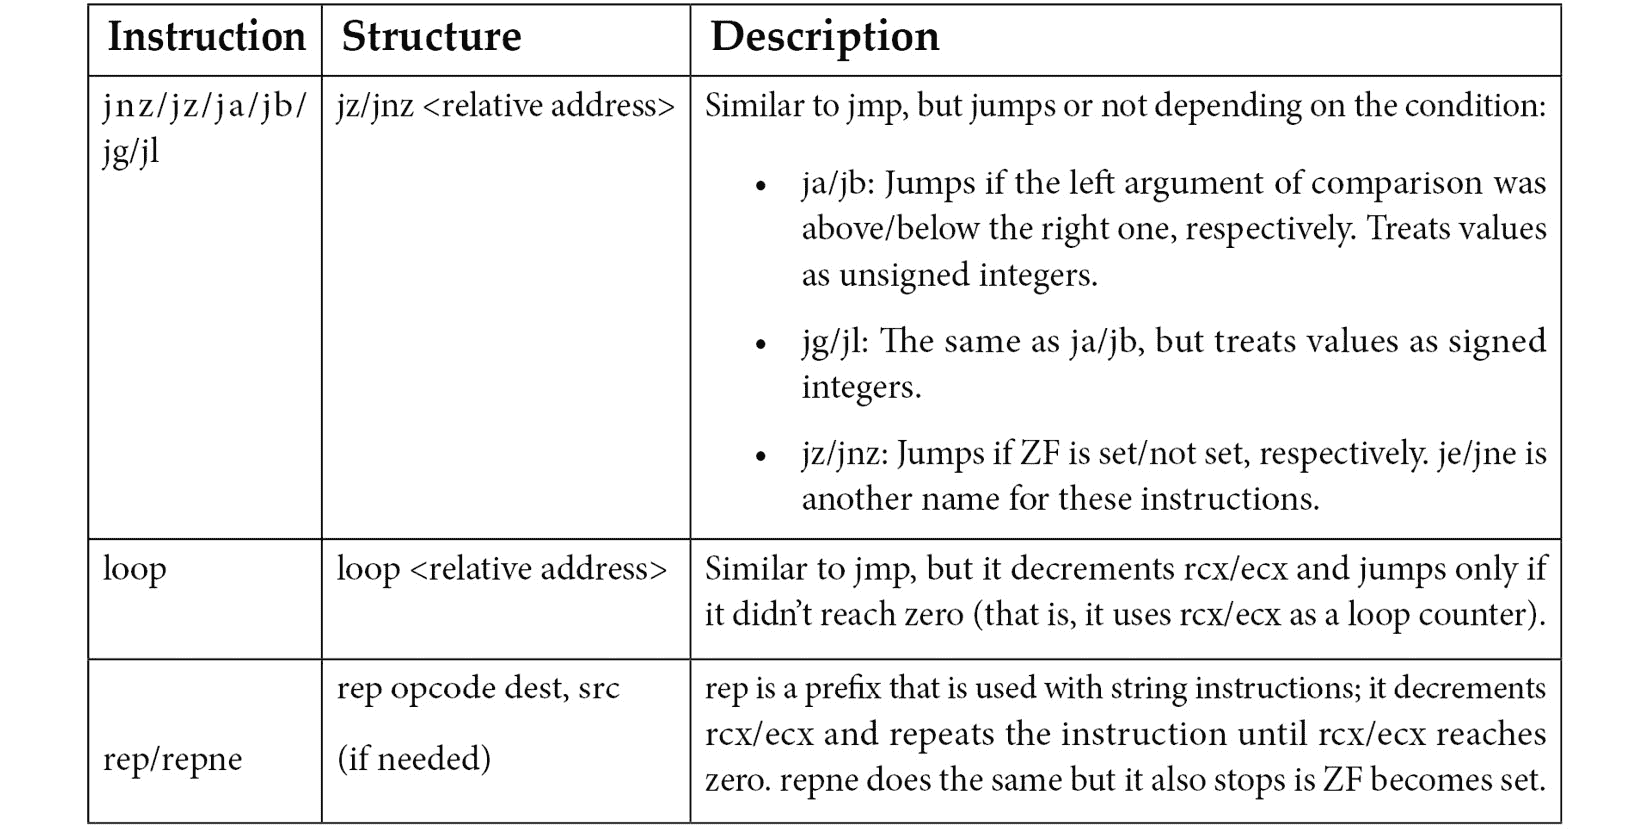 Instruction Structure Description
jnz/jz/ja/jb/ jz/jnz <relative address> Similar to jmp, but jumps or not depending on the condition:
jg/jl
• ja/jb: Jumps if the left argument of comparison was
above/below the right one, respectively. Treats values
as unsigned integers.
• jg/jl: The same as ja/jb, but treats values as signed
integers.
• jz/jnz: Jumps if ZF is set/not set, respectively. je/jne is
another name for these instructions.
loop loop <relative address> Similar to jmp, but it decrements rcx/ecx and jumps only if
it didn’t reach zero (that is, it uses rcx/ecx as a loop counter).
rep opcode dest, src rep is a prefix that is used with string instructions; it decrements
rcx/ecx and repeats the instruction until rcx/ecx reaches
rep/repne (if needed) zero. repne does the same but it also stops is ZF becomes set.